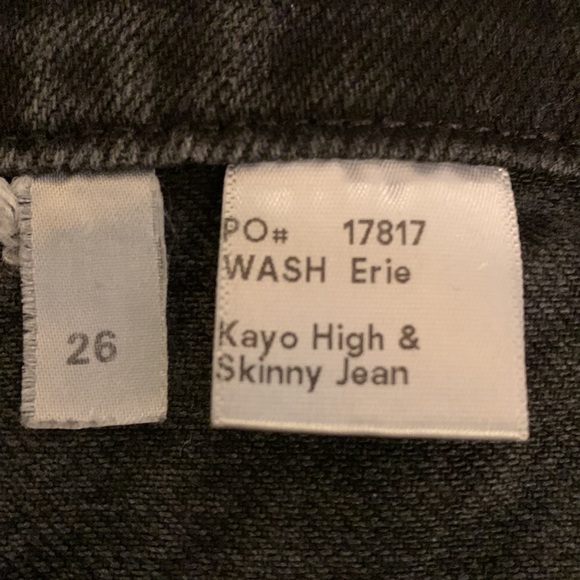 26
PO# 17817
WASH Erie
Kayo High &
Skinny Jean